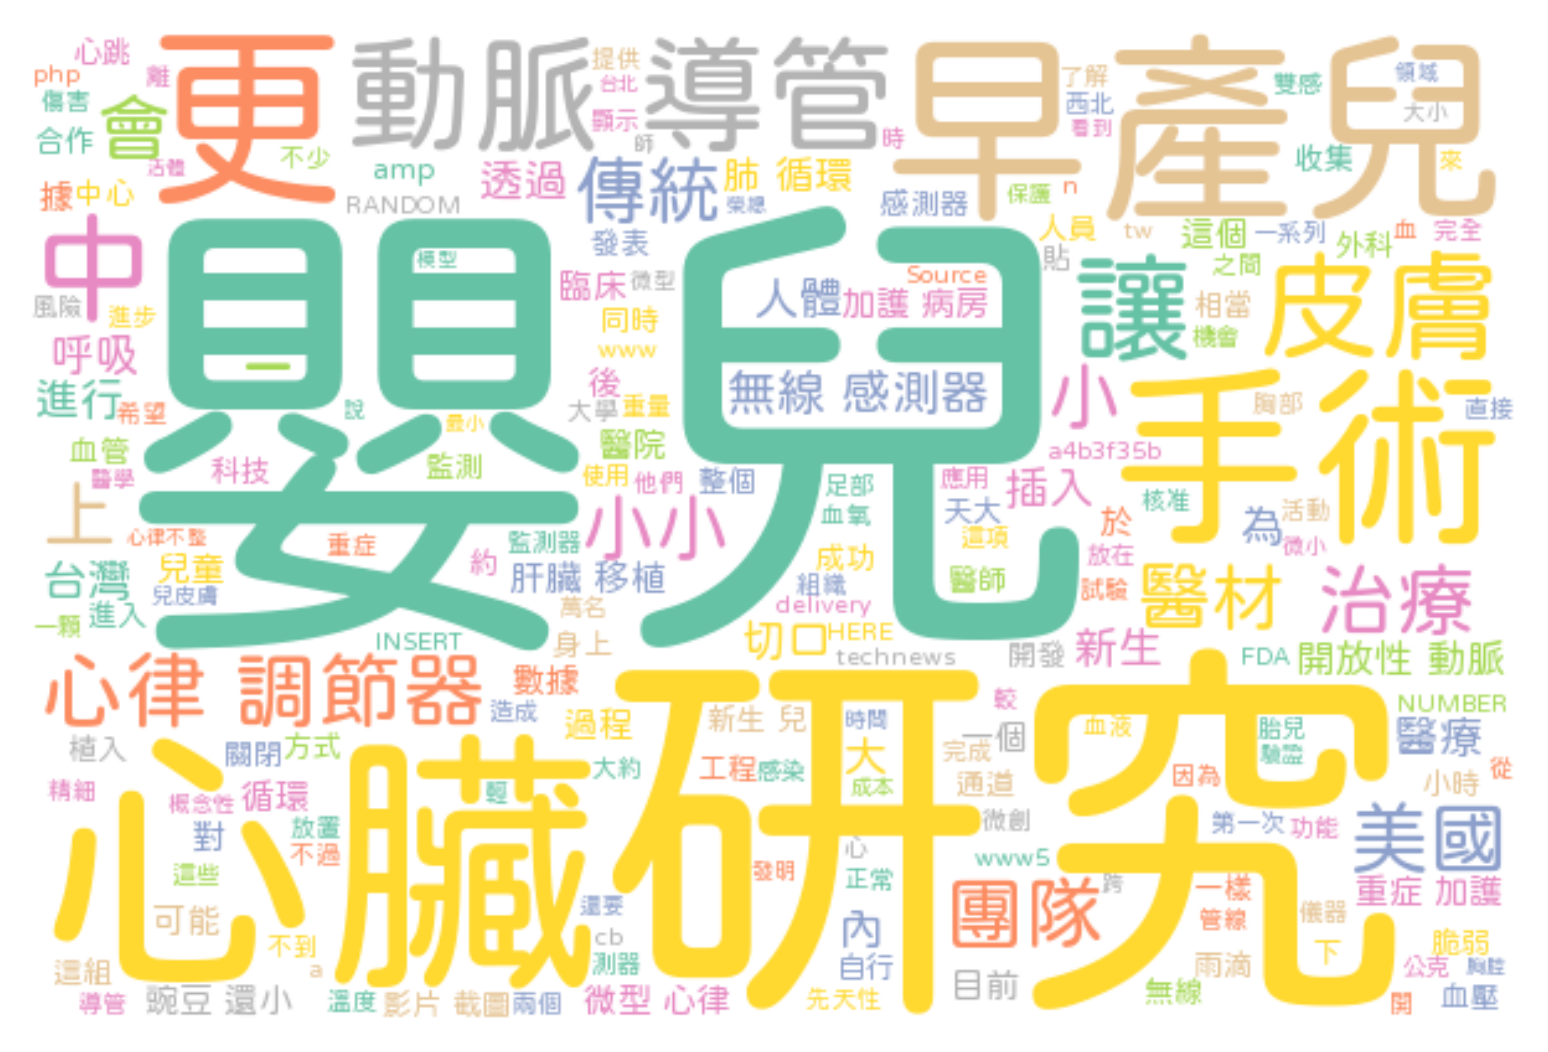 心跳 更 動脈 導管 提供 早產兒 領域
php 離 台北 了解 雙感
傷害 會 顯示 西北 大小
合作 不少 師 時 看到 收集 來
活體 amp 透過 傳統 肺 循環
據 中心 RANDOM 榮總 感測器 保護 n
中 嬰兒 發表 人員 tw 這個 一系列 外科 血 完全
模型 臨床 微型 人體 Source 貼 讓 之間 皮膚
風險 進步 同時 加護 病房 相當
呼吸 www 機會
進行 希望 一 說 後 無線 感測器 小 手術 胸部 直接
最小 大學 重量
血管 科技 監測 醫院 a4b3f35b
醫學 使用 他們 整個 足部 應用 插入 核准
上 小小 血氧 天大 於 為 活動
心律不整 重症 監測器 成功 這項 放在 微小
台灣 兒童 約 肝臟 移植 組織 醫師 試驗 醫材 治療
兒皮膚 萬名 delivery
一顆 進入 INSERT 身上 切口 HERE
心律 調節器 數據 technews 開發 新生 FDA 開放性 動脈
研究 NUMBER
造成 過程 新生 兒 時間 較 血液 胎兒 醫療
植入 關閉 方式 一個 驗證
心臟 大約 工程 感染 大 完成 因為 小時 從
精細 概念性 循環 輕 成本 通道
對 放置 微創 第一次 功能 美國
不過 心 www5
這些 發明 正常 團隊 跨 一樣 重症 加護
可能 還要 內 管線 儀器
不到 cb 下 脆弱
這組 a 測器 自行 目前 雨滴 公克 胸腔
導管 豌豆 還小 溫度 影片 截圖 兩個 微型 心律 先天性 無線 開 血壓